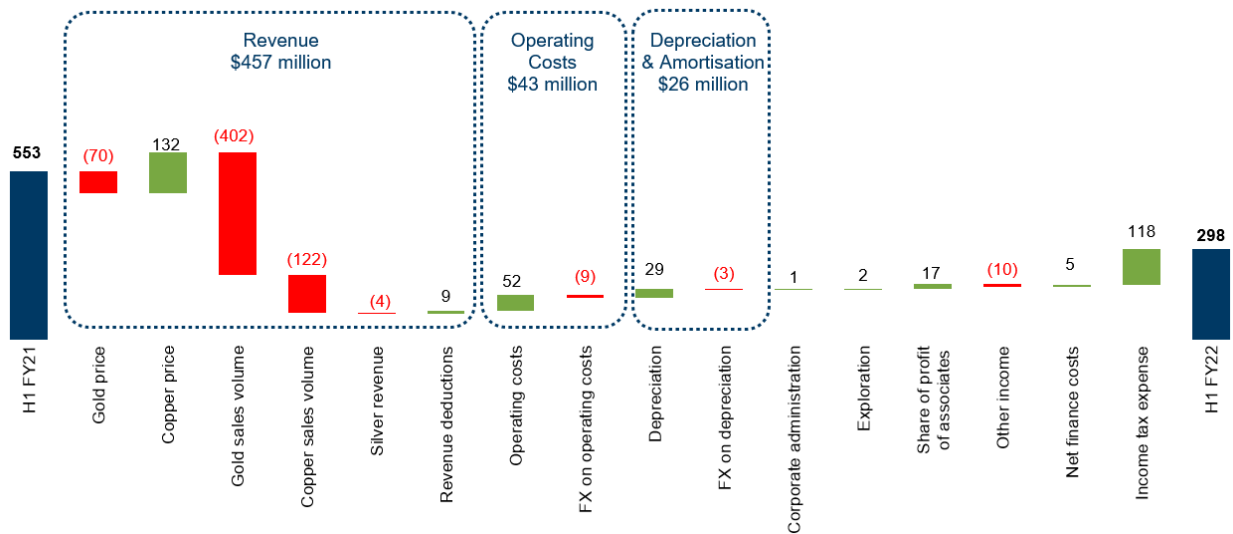 Revenue
$457 million
Operating
Costs
$43 million
Depreciation
& Amortisation
$26 million
553
(70)
132
(402)
(122)
(4)
9
52
(9)
29
(3)
1
2
17
(10)
5
118
298
H1 FY21
Gold price
Copper price
Gold sales volume
Copper sales volume
Silver revenue
Revenue deductions
Operating costs
FX on operating costs
Depreciation
FX on depreciation
Corporate administration
Exploration
Share of profit
of associates
Other income
Net finance costs
Income tax expense
H1 FY22